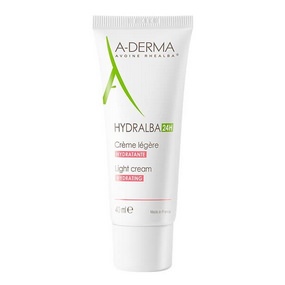 A-DERMA
AVOINE RHEALBA®
HYDRALBA 24H
Crème légère
HYDRATANTE
Light cream
HYDRATING
40 ml e